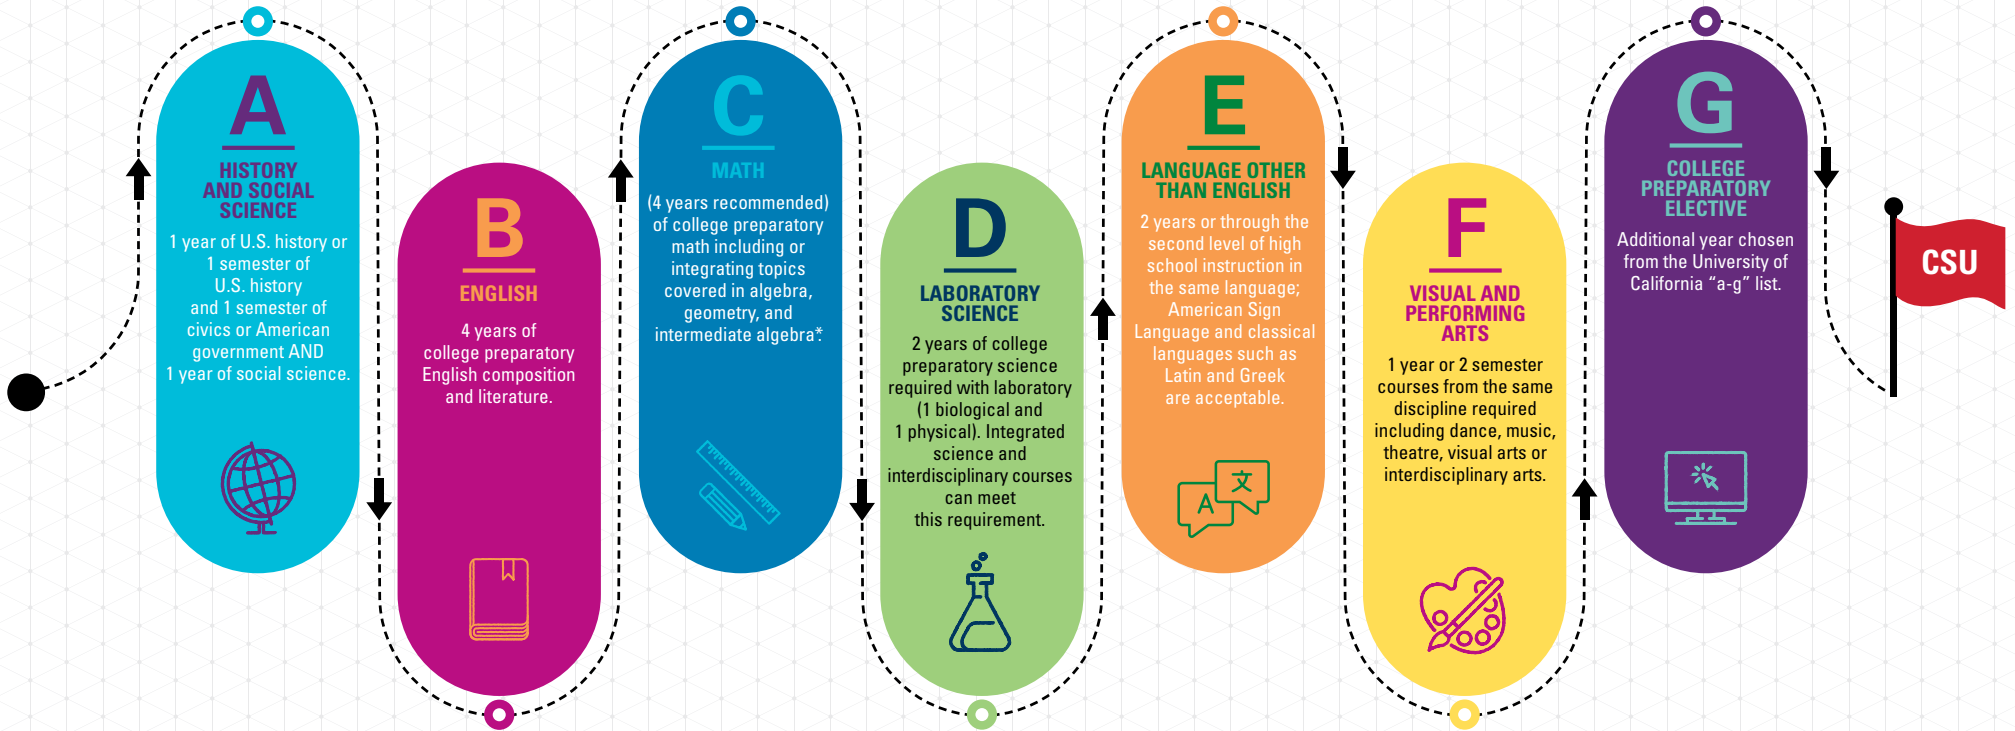 A
HISTORY
AND SOCIAL
SCIENCE
1 year of U.S. history or
1 semester of
U.S. history
and 1 semester of
civics or American
government AND
1 year of social science.
B
ENGLISH
4 years of
college preparatory
English composition
and literature.
C
MATH
(4 years recommended)
of college preparatory
math including or
integrating topics
covered in algebra,
geometry, and
intermediate algebra*.
D
LABORATORY
SCIENCE
2 years of college
preparatory science
required with laboratory
(1 biological and
1 physical). Integrated
science and
interdisciplinary courses
can meet
this requirement.
E
LANGUAGE OTHER
THAN ENGLISH
2 years or through the
second level of high
school instruction in
the same language;
American Sign
Language and classical
languages such as
Latin and Greek
are acceptable.
A
文
F
VISUAL AND
PERFORMING
ARTS
1 year or 2 semester
courses from the same
discipline required
including dance, music,
theatre, visual arts or
interdisciplinary arts.
G
COLLEGE
PREPARATORY
ELECTIVE
Additional year chosen
from the University of
California “a-g” list.
CSU